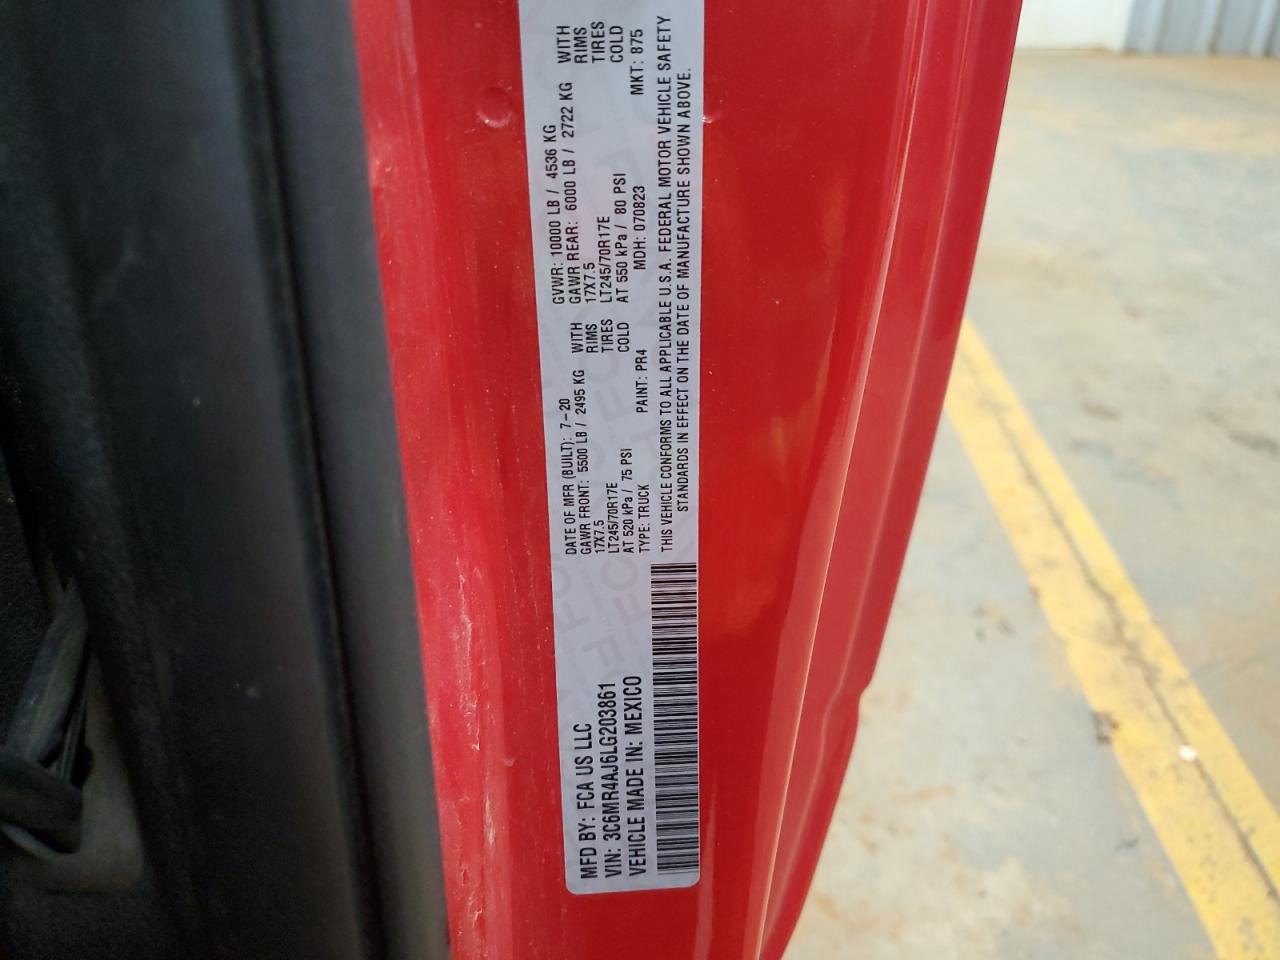 MFD BY: FCA US LLC
VIN: 3C6MR4AJ6LG203861
VEHICLE MADE IN: MEXICO
DATE OF MFR (BUILT): 7-20 GVWR: 10000 LB / 4536 KG
GAWR FRONT: 5500 LB / 2495 KG WITH GAWR REAR: 6000 LB / 2722 KG WITH
17X7.5 RIMS 17X7.5 RIMS
LT245/70R17E TIRES LT245/70R17E TIRES
AT 520 kPa / 75 PSI COLD AT 550 kPa / 80 PSI COLD
TYPE: TRUCK PAINT: PR4 MDH: 070823 MKT: 875
THIS VEHICLE CONFORMS TO ALL APPLICABLE U.S.A. FEDERAL MOTOR VEHICLE SAFETY
STANDARDS IN EFFECT ON THE DATE OF MANUFACTURE SHOWN ABOVE.